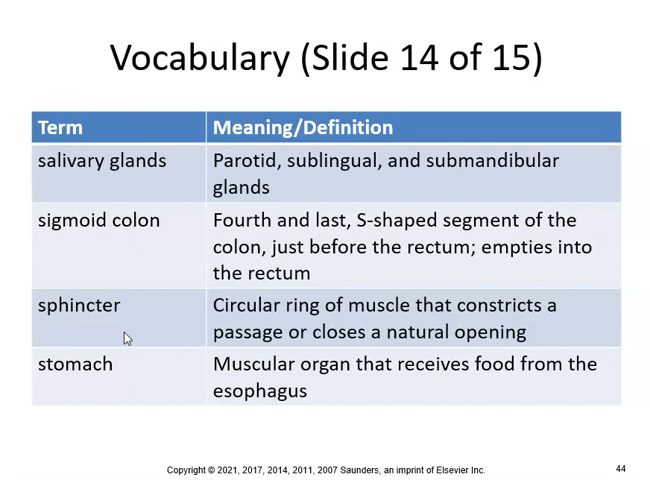 Vocabulary (Slide 14 of 15)
Term
Meaning/Definition
salivary glands
Parotid, sublingual, and submandibular
glands
sigmoid colon
Fourth and last, S-shaped segment of the
colon, just before the rectum; empties into
the rectum
sphincter
Circular ring of muscle that constricts a
passage or closes a natural opening
stomach
Muscular organ that receives food from the
esophagus
Copyright © 2021, 2017, 2014, 2011, 2007 Saunders, an imprint of Elsevier Inc.
44